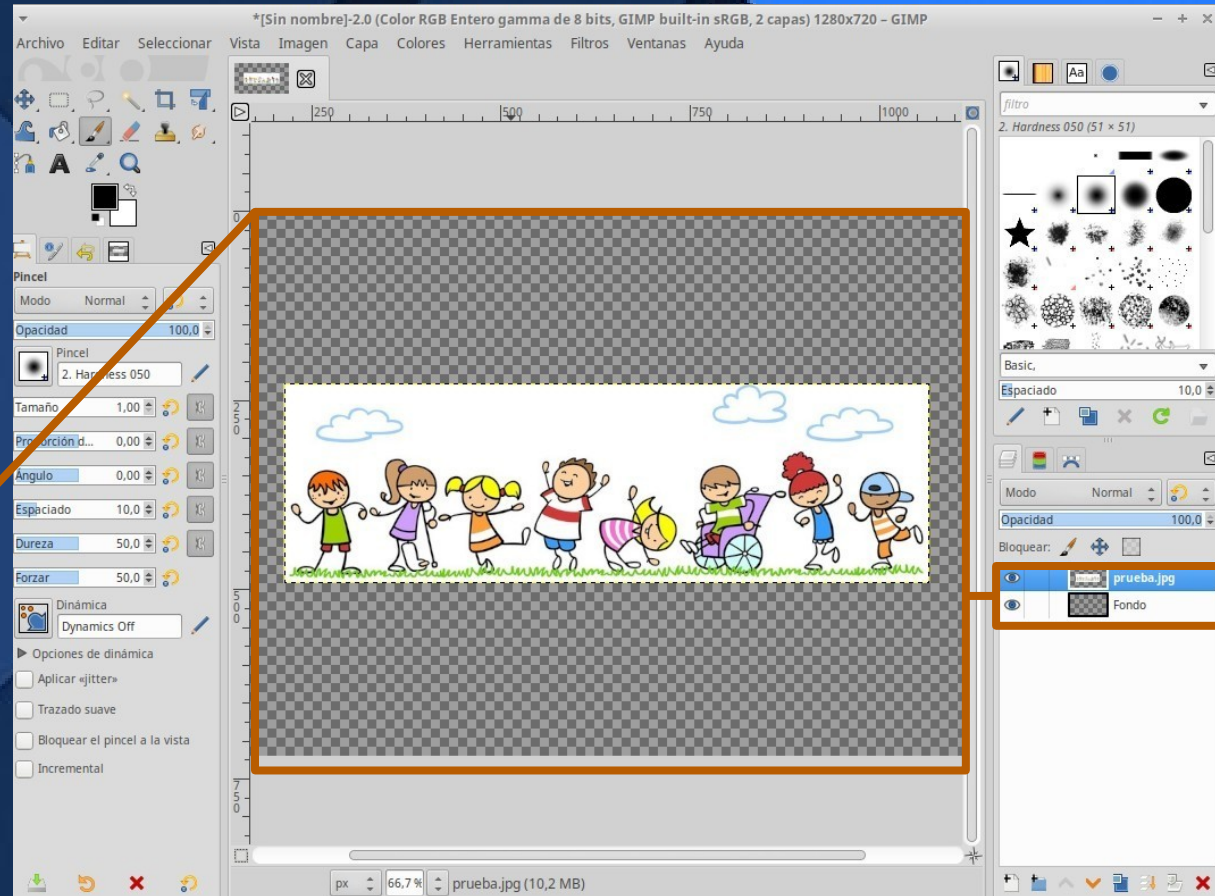 *[Sin nombre]-2.0 (Color RGB Entero gamma de 8 bits, GIMP built-in sRGB, 2 capas) 1280x720 – GIMP
Archivo Editar Seleccionar Vista Imagen Capa Colores Herramientas Filtros Ventanas Ayuda
250 500 750 1000
0
250
500
750
Pincel
Modo Normal
Opacidad 100,0
Pincel
2. Hardness 050
Tamaño 1,00
Proporción d... 0,00
Ángulo 0,00
Espaciado 10,0
Dureza 50,0
Forzar 50,0
Dinámica
Dynamics Off
Opciones de dinámica
Aplicar «jitter»
Trazado suave
Bloquear el pincel a la vista
Incremental
px 66,7 % prueba.jpg (10,2 MB)
Aa
filtro
2. Hardness 050 (51 × 51)
Basic,
Espaciado 10,0
Modo Normal
Opacidad 100,0
Bloquear:
prueba.jpg
Fondo